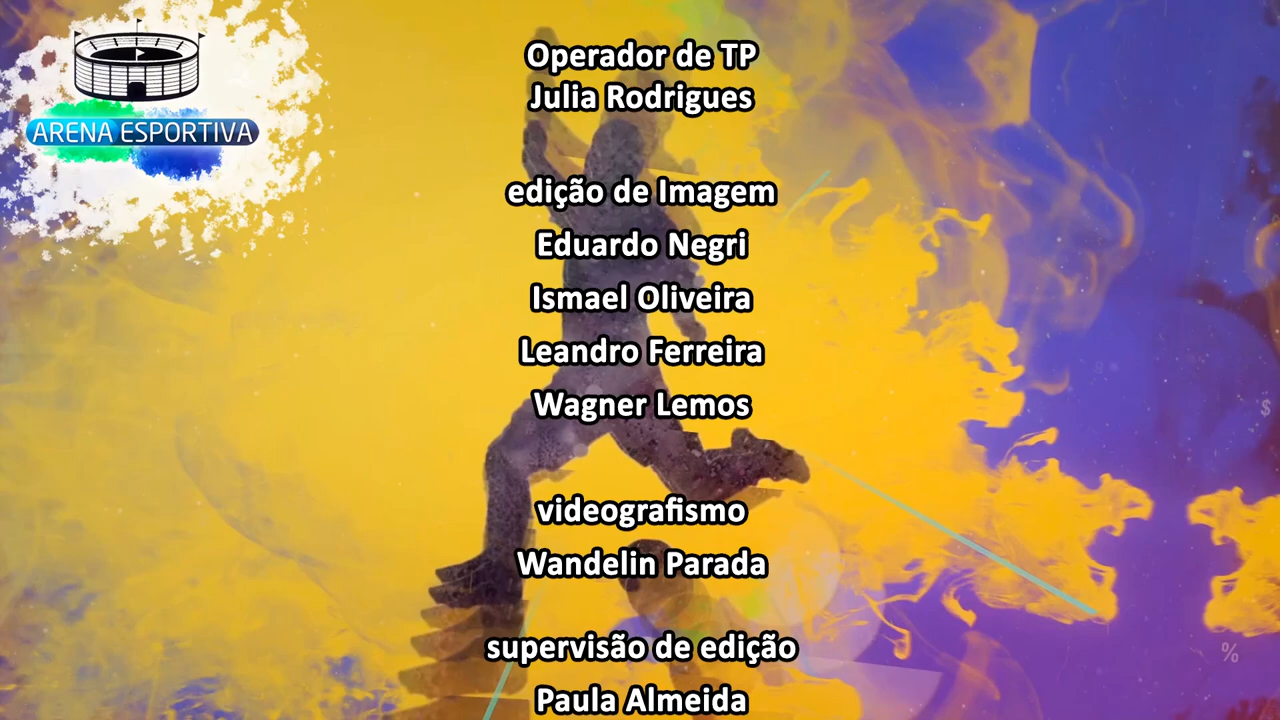 ARENA ESPORTIVA
Operador de TP
Julia Rodrigues
edição de Imagem
Eduardo Negri
Ismael Oliveira
Leandro Ferreira
Wagner Lemos
videografismo
Wandelin Parada
supervisão de edição
Paula Almeida
$
%